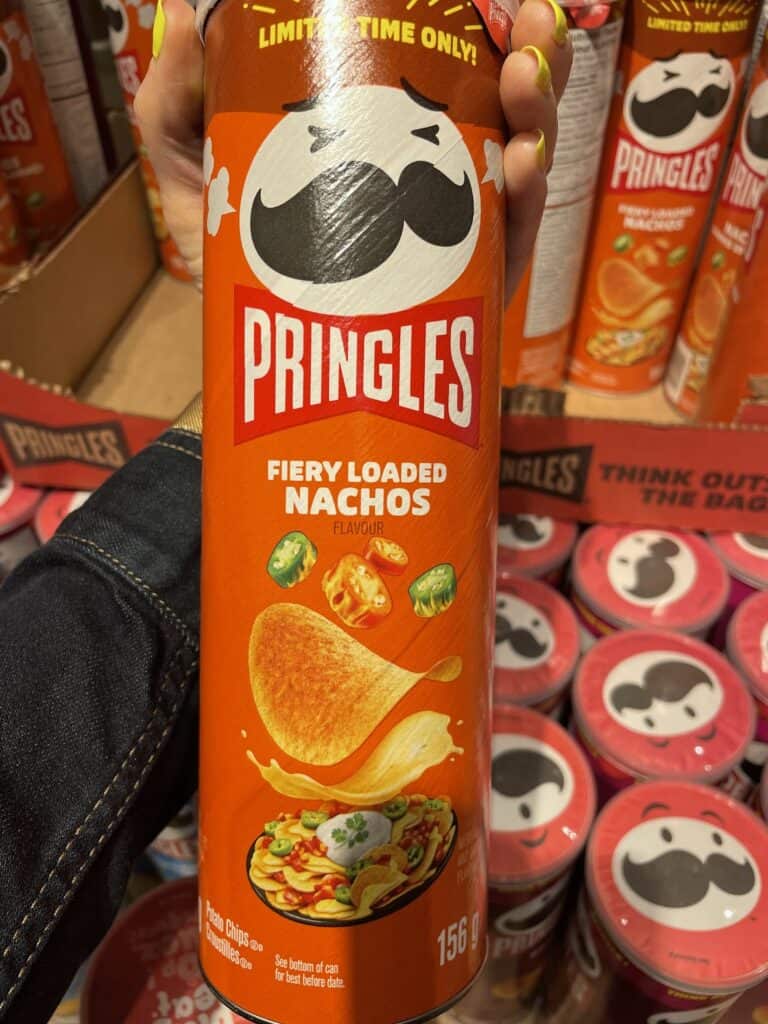 LIMITED TIME ONLY!
PRINGLES
FIERY LOADED
NACHOS
FLAVOUR
Potato Chips
Croustilles
See bottom of can
for best before date.
156 g
LIMITED TIME ONLY!
PRINGLES
FIERY LOADED
NACHOS
PRINGLES
THINK OUTS
THE BAG
NGLES
PRINGLES